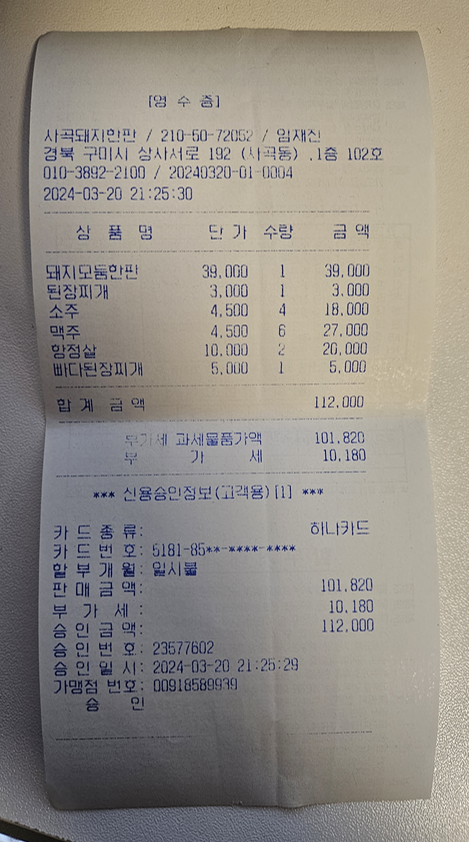 [영 수 증]
사곡돼지한판 / 210-50-72052 / 임재신
경북 구미시 상사서로 192 (사곡동) .1층 102호
010-3892-2100 / 20240320-01-0004
2024-03-20 21:25:30
상 품 명 단 가 수량 금 액
돼지모둠한판 39,000 1 39,000
된장찌개 3,000 1 3,000
소주 4,500 4 18,000
맥주 4,500 6 27,000
항정살 10,000 2 20,000
빠다된장찌개 5,000 1 5,000
합 계 금 액 112,000
부가세 과세물품가액 101,820
부 가 세 10,180
*** 신용승인정보(고객용) [1] ***
카 드 종 류: 하나카드
카 드 번 호: 5181-85**-****-****
할 부 개 월: 일시불
판 매 금 액: 101,820
부 가 세 : 10,180
승 인 금 액: 112,000
승 인 번 호: 23577602
승 인 일 시: 2024-03-20 21:25:29
가맹점 번호: 00918589939
승 인